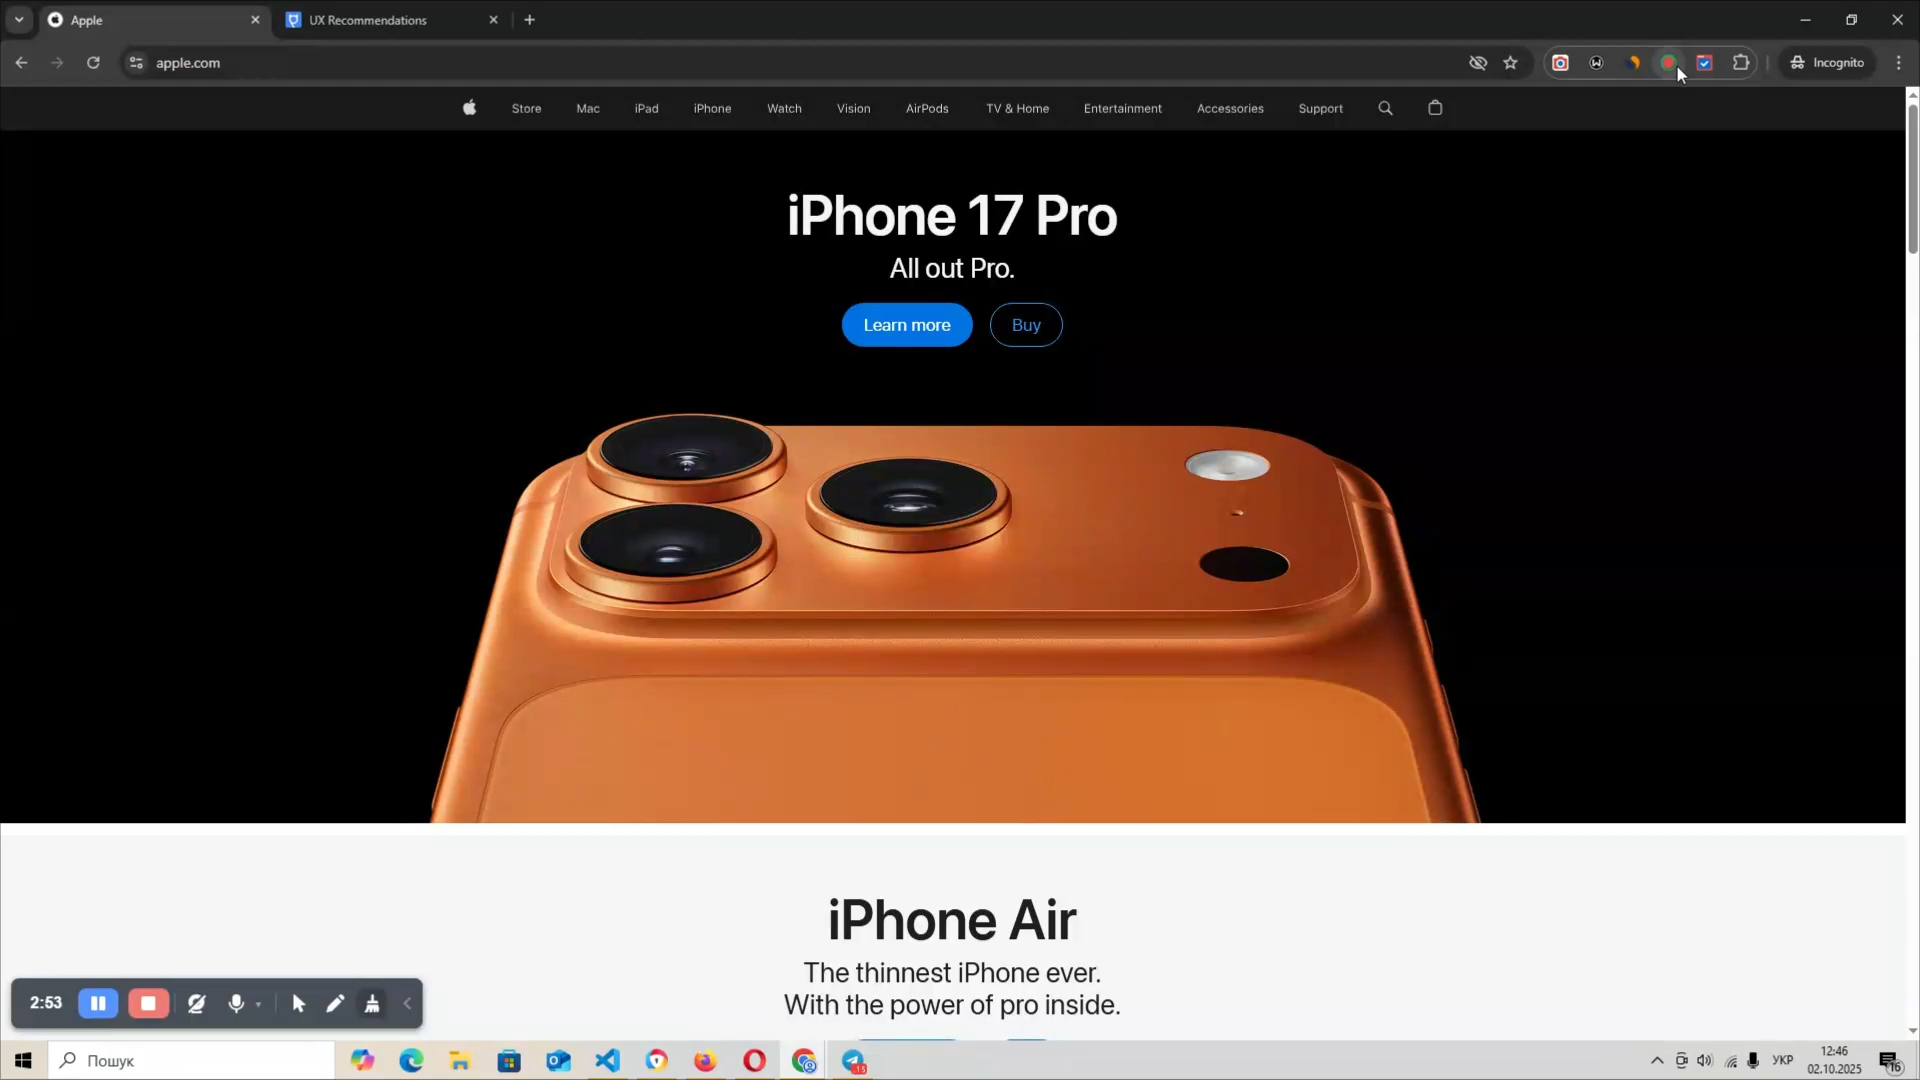 Apple
UX Recommendations
apple.com
Incognito
Store Mac iPad iPhone Watch Vision AirPods TV & Home Entertainment Accessories Support
iPhone 17 Pro
All out Pro.
Learn more Buy
iPhone Air
The thinnest iPhone ever.
With the power of pro inside.
2:53
Пошук
15
УКР
12:46
02.10.2025
16